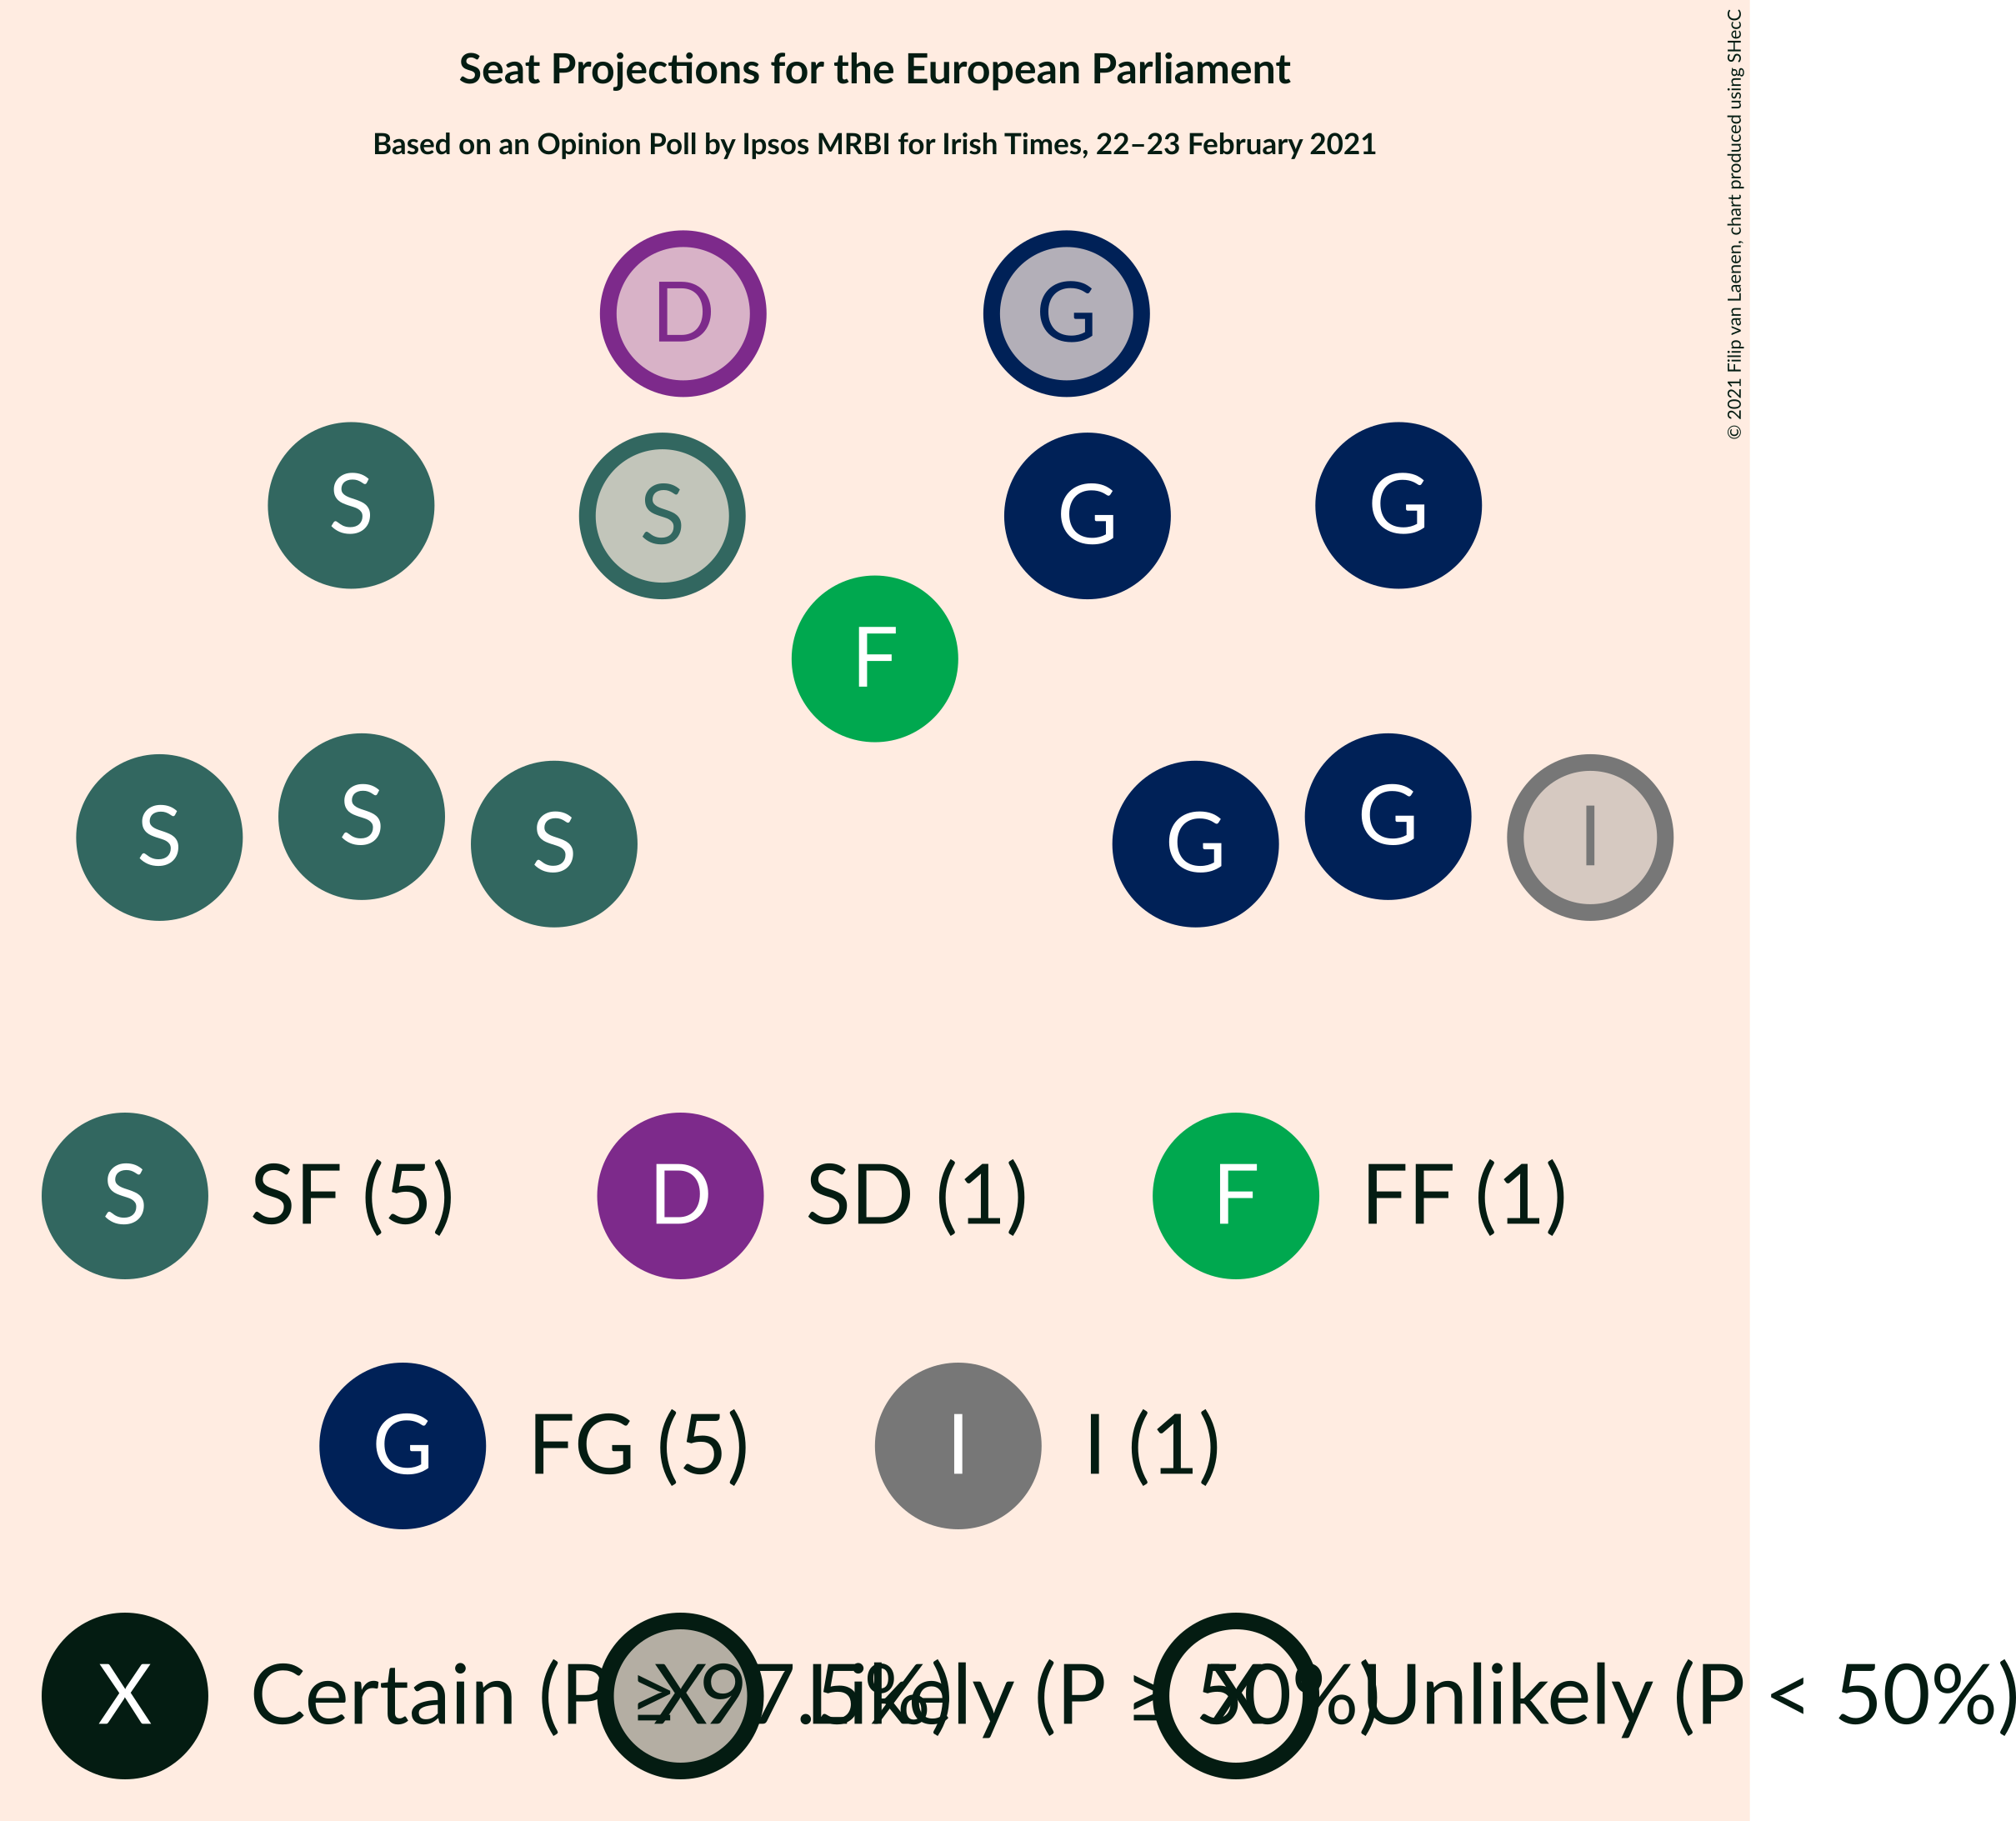 Seat Projections for the European Parliament
Based on an Opinion Poll by Ipsos MRBI for Irish Times, 22–23 February 2021
© 2021 Filip van Laenen, chart produced using SHecC
D G
S S G G
F
S S S G G I
S SF (5) D SD (1) F FF (1)
G FG (5) I I (1)
X Certain (P ≥ 97.5%) X Likely (P ≥ 50%) X Unlikely (P < 50%)